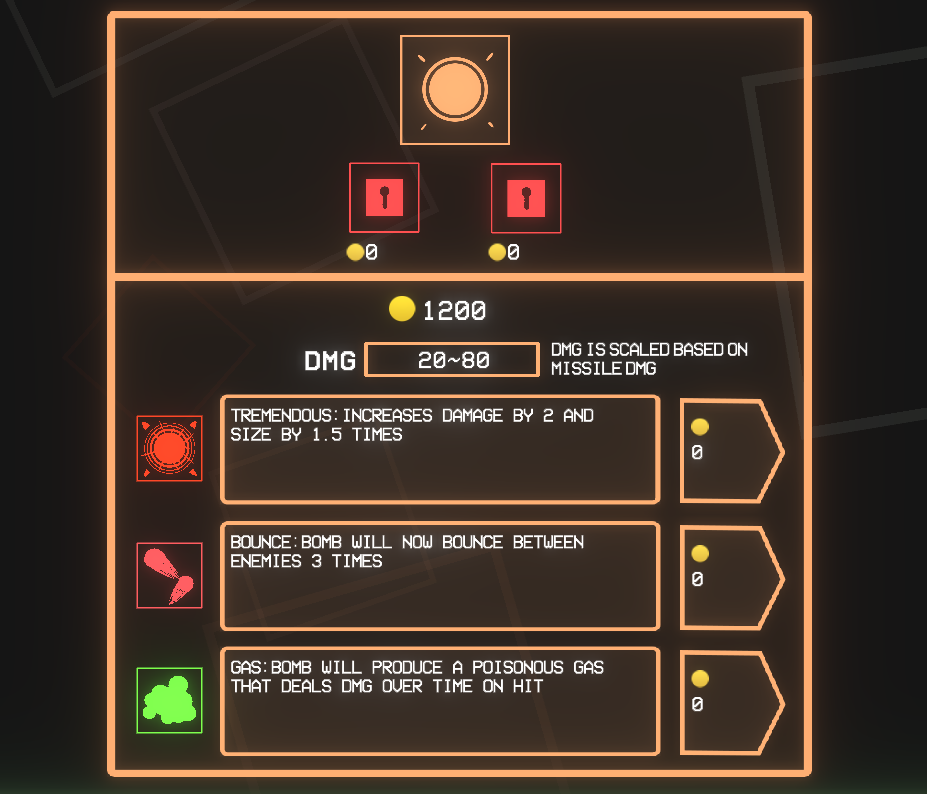 0
0
1200
DMG
20~80
DMG IS SCALED BASED ON
MISSILE DMG
TREMENDOUS: INCREASES DAMAGE BY 2 AND
SIZE BY 1.5 TIMES
0
BOUNCE: BOMB WILL NOW BOUNCE BETWEEN
ENEMIES 3 TIMES
0
GAS: BOMB WILL PRODUCE A POISONOUS GAS
THAT DEALS DMG OVER TIME ON HIT
0